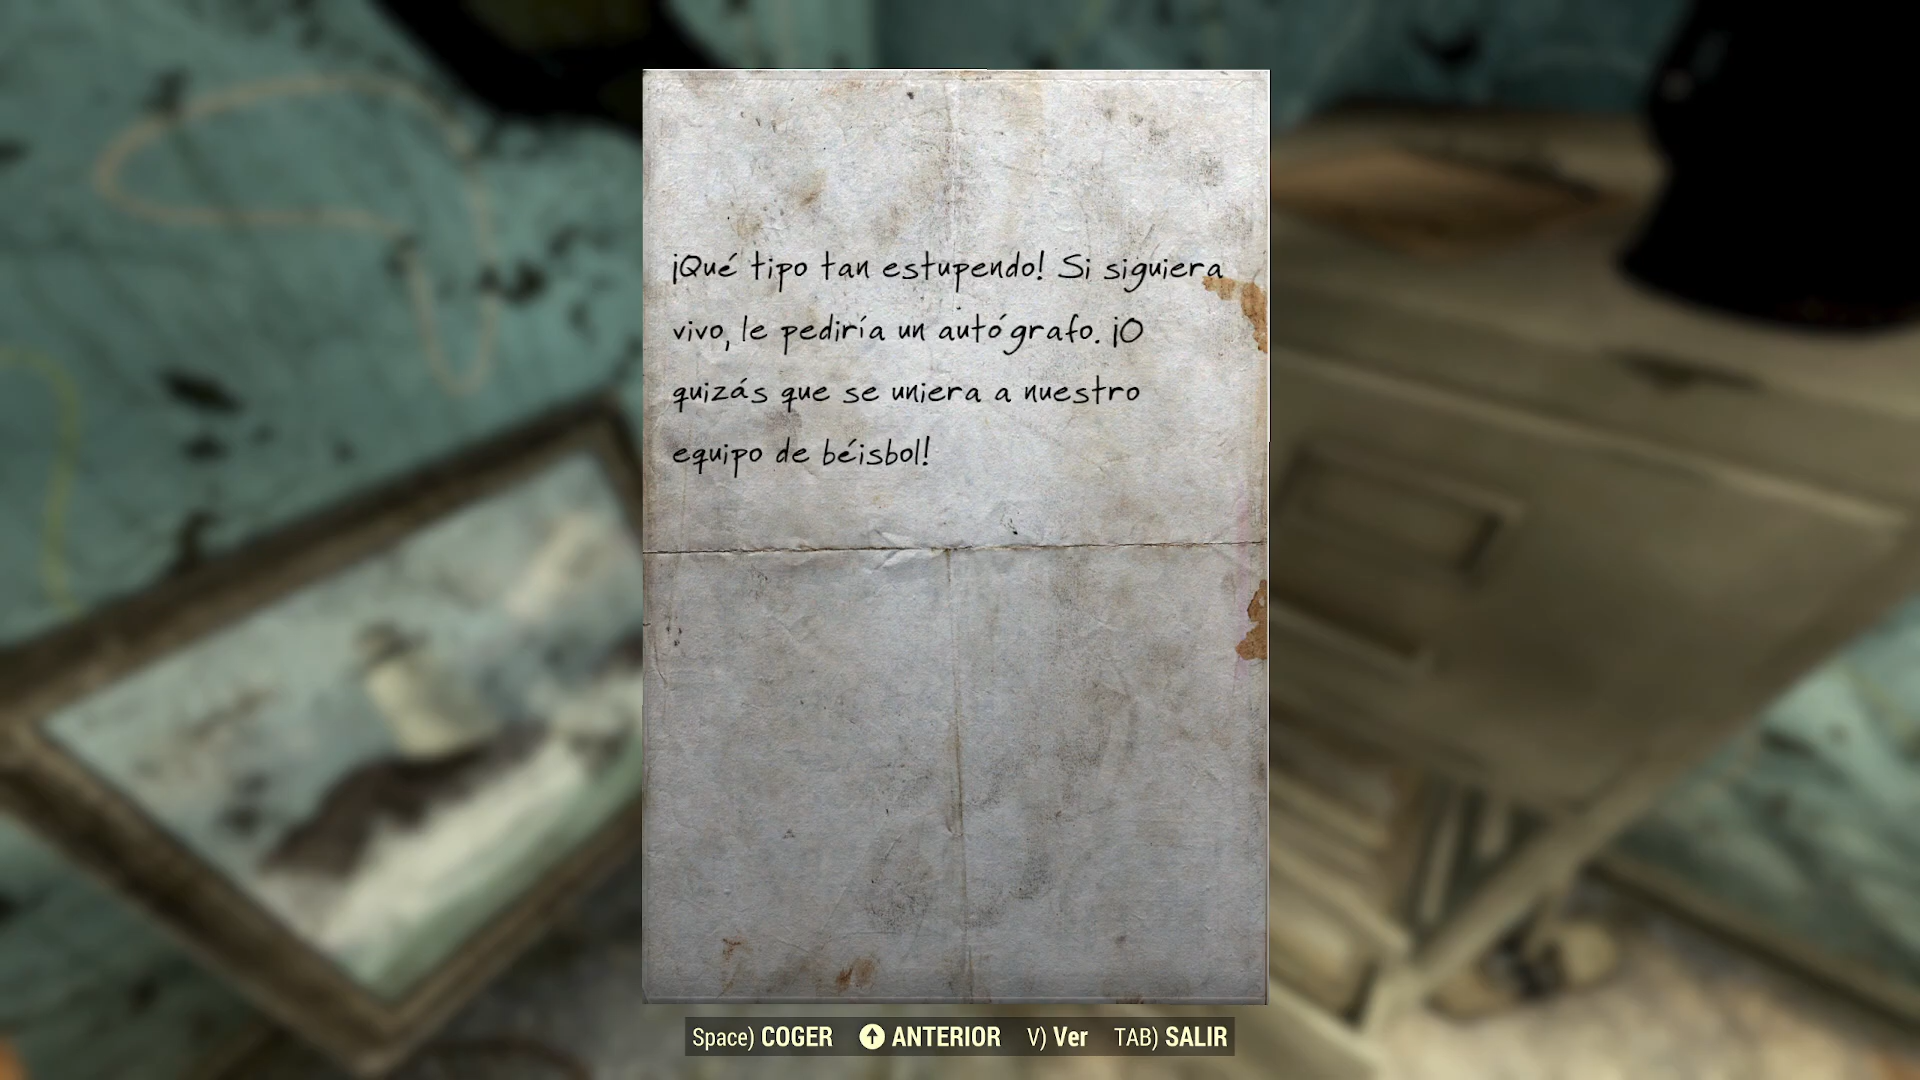 ¡Qué tipo tan estupendo! Si siguiera
vivo, le pediría un autógrafo. ¡O
quizás que se uniera a nuestro
equipo de béisbol!
Space) COGER ANTERIOR V) Ver TAB) SALIR